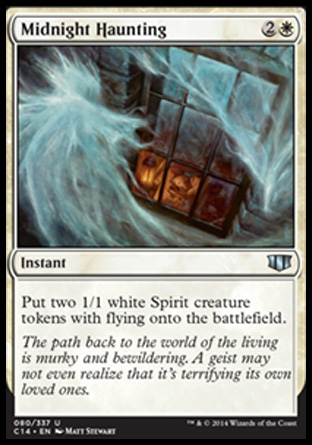 Midnight Haunting 2
Instant
Put two 1/1 white Spirit creature
tokens with flying onto the battlefield.
The path back to the world of the living
is murky and bewildering. A geist may
not even realize that it's terrifying its own
loved ones.
080/337 U
C14 • EN Matt Stewart
™ & © 2014 Wizards of the Coast